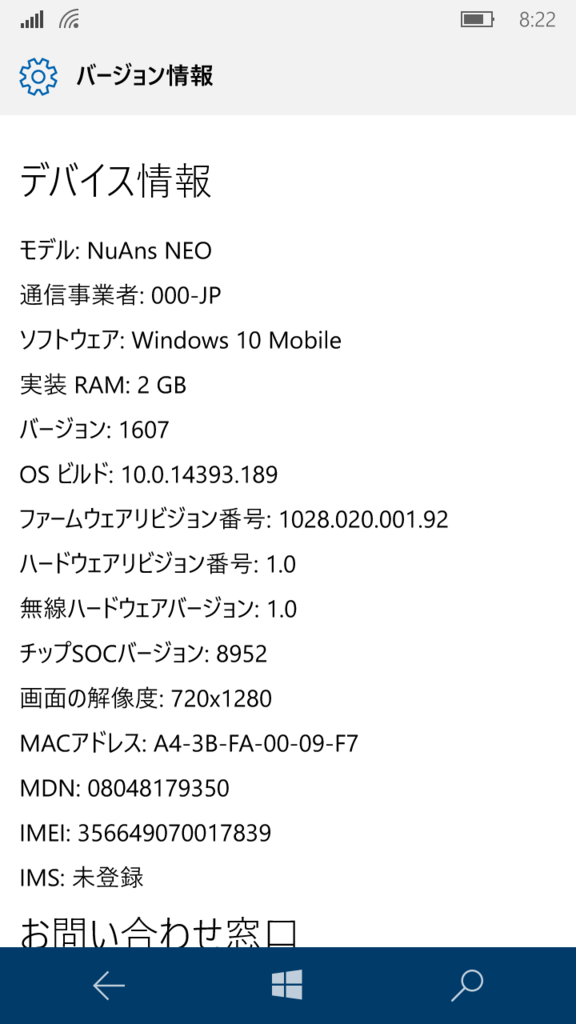 8:22
バージョン情報
デバイス情報
モデル: NuAns NEO
通信事業者: 000-JP
ソフトウェア: Windows 10 Mobile
実装 RAM: 2 GB
バージョン: 1607
OS ビルド: 10.0.14393.189
ファームウェアリビジョン番号: 1028.020.001.92
ハードウェアリビジョン番号: 1.0
無線ハードウェアバージョン: 1.0
チップSOCバージョン: 8952
画面の解像度: 720x1280
MACアドレス: A4-3B-FA-00-09-F7
MDN: 08048179350
IMEI: 356649070017839
IMS: 未登録
お問い合わせ窓口